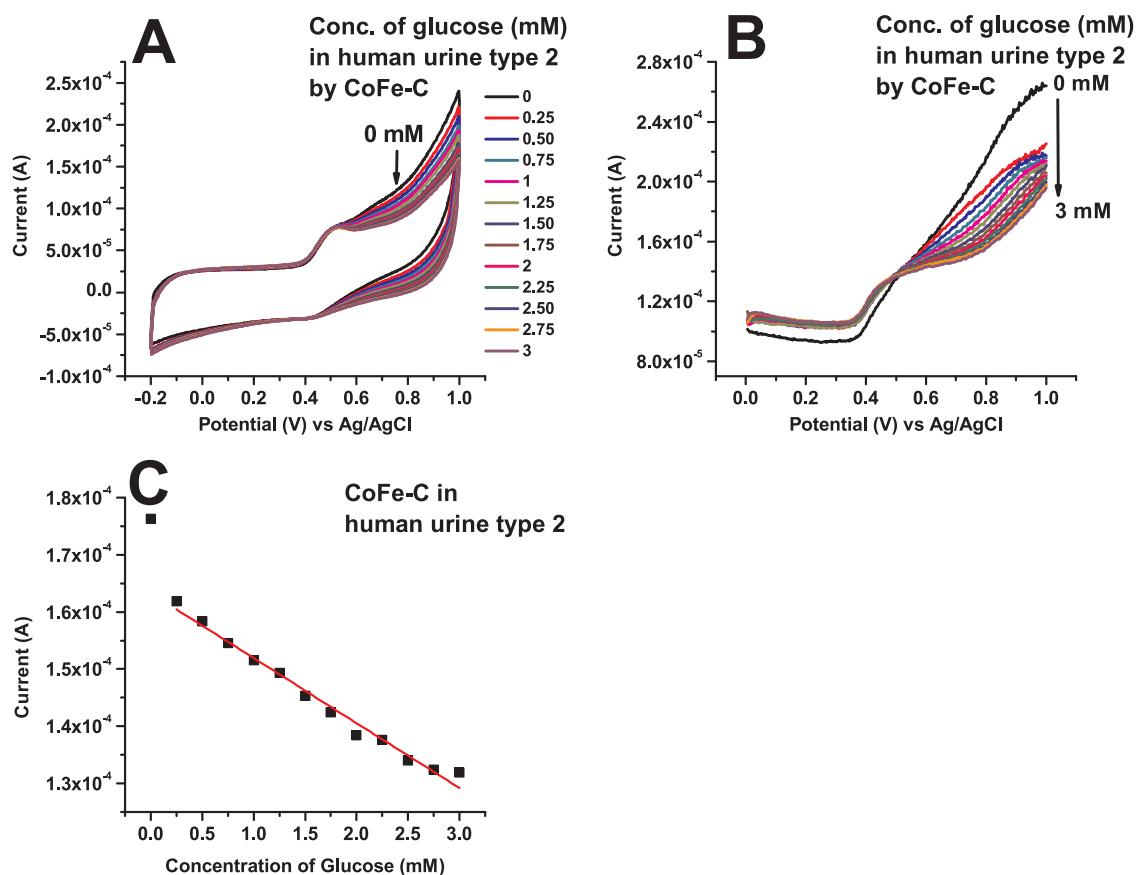 A
Conc. of glucose (mM)
in human urine type 2
by CoFe-C
2.5x10⁻⁴
2.0x10⁻⁴
1.5x10⁻⁴
1.0x10⁻⁴
5.0x10⁻⁵
0.0
-5.0x10⁻⁵
-1.0x10⁻⁴
Current (A)
0 mM
0
0.25
0.50
0.75
1
1.25
1.50
1.75
2
2.25
2.50
2.75
3
-0.2 0.0 0.2 0.4 0.6 0.8 1.0
Potential (V) vs Ag/AgCl
B
Conc. of glucose (mM)
in human urine type 2
by CoFe-C
2.8x10⁻⁴
2.4x10⁻⁴
2.0x10⁻⁴
1.6x10⁻⁴
1.2x10⁻⁴
8.0x10⁻⁵
Current (A)
0 mM
3 mM
0.0 0.2 0.4 0.6 0.8 1.0
Potential (V) vs Ag/AgCl
C
CoFe-C in
human urine type 2
1.8x10⁻⁴
1.7x10⁻⁴
1.6x10⁻⁴
1.5x10⁻⁴
1.4x10⁻⁴
1.3x10⁻⁴
Current (A)
0.0 0.5 1.0 1.5 2.0 2.5 3.0
Concentration of Glucose (mM)